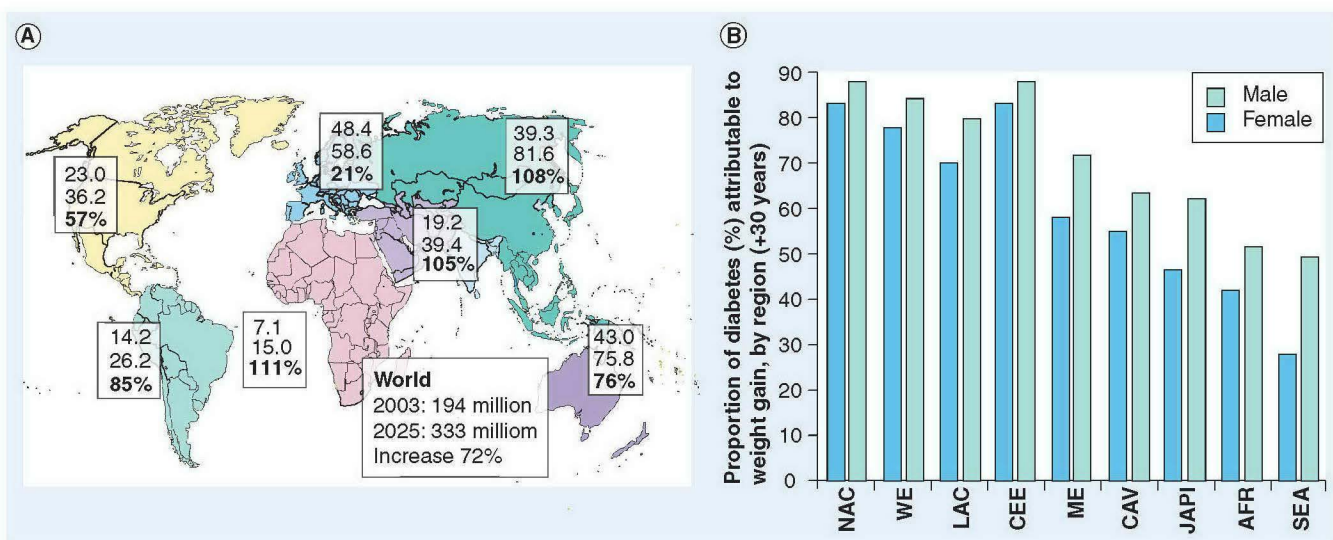 A
23.0
36.2
57%
48.4
58.6
21%
39.3
81.6
108%
19.2
39.4
105%
14.2
26.2
85%
7.1
15.0
111%
43.0
75.8
76%
World
2003: 194 million
2025: 333 milliom
Increase 72%
B
Proportion of diabetes (%) attributable to
weight gain, by region (+30 years)
90
80
70
60
50
40
30
20
10
0
Male
Female
NAC
WE
LAC
CEE
ME
CAV
JAPI
AFR
SEA